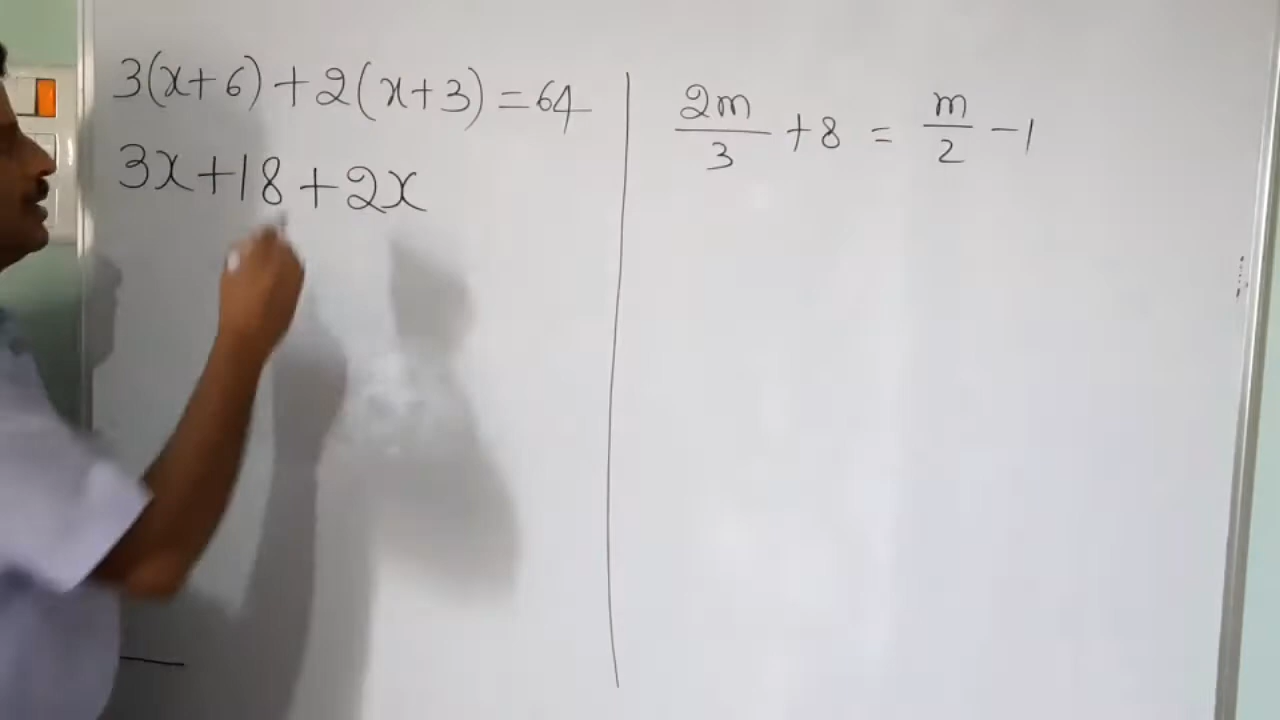 3(x+6)+2(x+3)=64
3x+18+2x
2m/3 +8 = m/2 -1